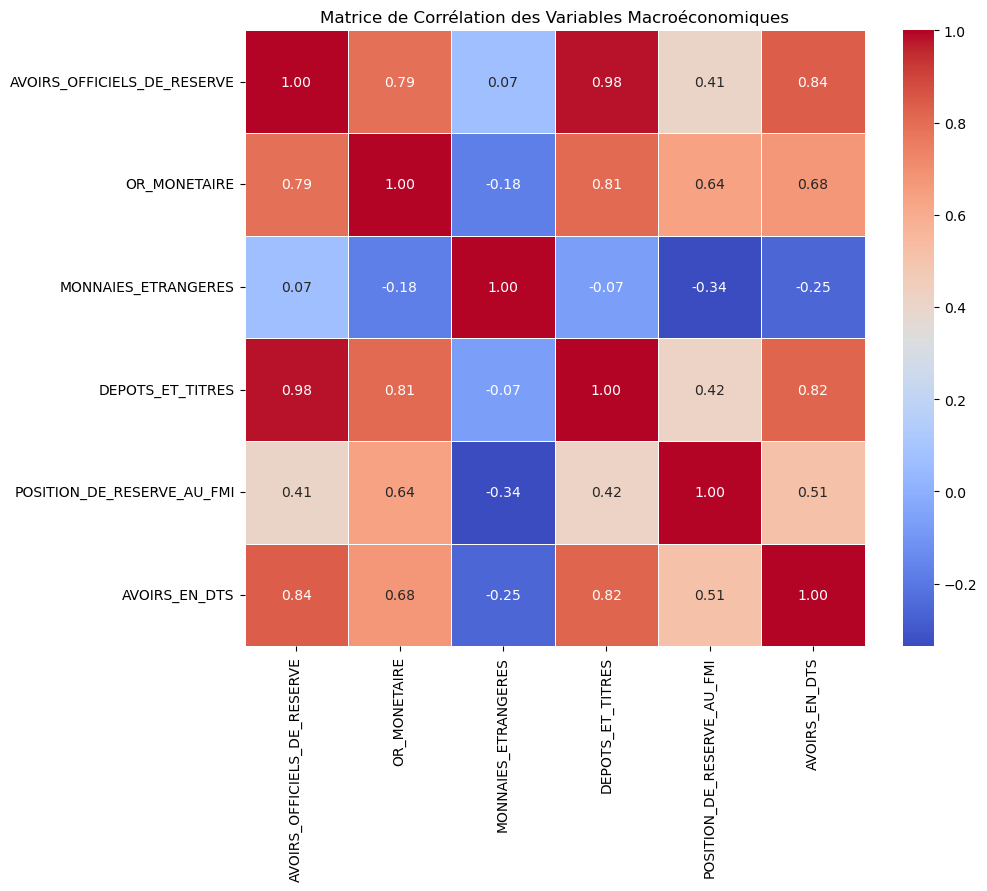 Matrice de Corrélation des Variables Macroéconomiques
AVOIRS_OFFICIELS_DE_RESERVE 1.00 0.79 0.07 0.98 0.41 0.84
OR_MONETAIRE 0.79 1.00 -0.18 0.81 0.64 0.68
MONNAIES_ETRANGERES 0.07 -0.18 1.00 -0.07 -0.34 -0.25
DEPOTS_ET_TITRES 0.98 0.81 -0.07 1.00 0.42 0.82
POSITION_DE_RESERVE_AU_FMI 0.41 0.64 -0.34 0.42 1.00 0.51
AVOIRS_EN_DTS 0.84 0.68 -0.25 0.82 0.51 1.00
AVOIRS_OFFICIELS_DE_RESERVE
OR_MONETAIRE
MONNAIES_ETRANGERES
DEPOTS_ET_TITRES
POSITION_DE_RESERVE_AU_FMI
AVOIRS_EN_DTS
1.0
0.8
0.6
0.4
0.2
0.0
−0.2